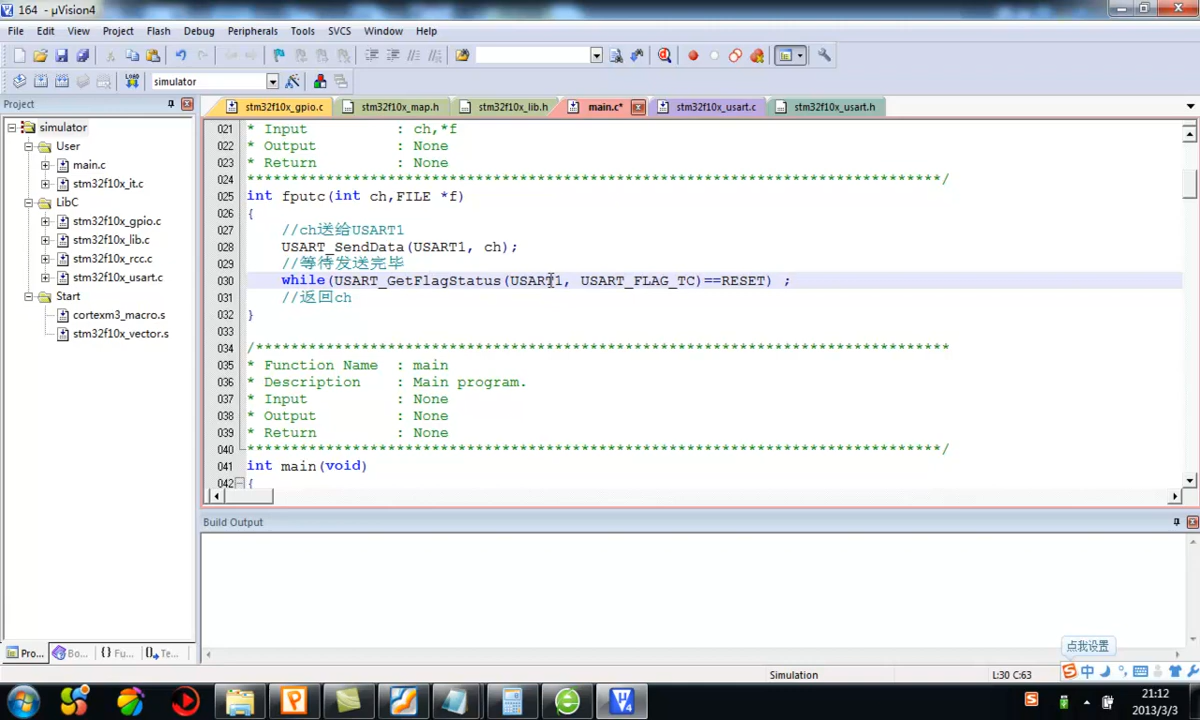 164 - µVision4
File Edit View Project Flash Debug Peripherals Tools SVCS Window Help
simulator
Project
stm32f10x_gpio.c stm32f10x_map.h stm32f10x_lib.h main.c* stm32f10x_usart.c stm32f10x_usart.h
simulator
User
main.c
stm32f10x_it.c
LibC
stm32f10x_gpio.c
stm32f10x_lib.c
stm32f10x_rcc.c
stm32f10x_usart.c
Start
cortexm3_macro.s
stm32f10x_vector.s
021 * Input : ch,*f
022 * Output : None
023 * Return : None
024 *******************************************************************************/
025 int fputc(int ch,FILE *f)
026 {
027 //ch送给USART1
028 USART_SendData(USART1, ch);
029 //等待发送完毕
030 while(USART_GetFlagStatus(USART1, USART_FLAG_TC)==RESET) ;
031 //返回ch
032 }
033
034 /*******************************************************************************
035 * Function Name : main
036 * Description : Main program.
037 * Input : None
038 * Output : None
039 * Return : None
040 *******************************************************************************/
041 int main(void)
042 {
Build Output
Pro... Bo... {} Fu... Te...
点我设置
Simulation L:30 C:63
中
21:12
2013/3/3